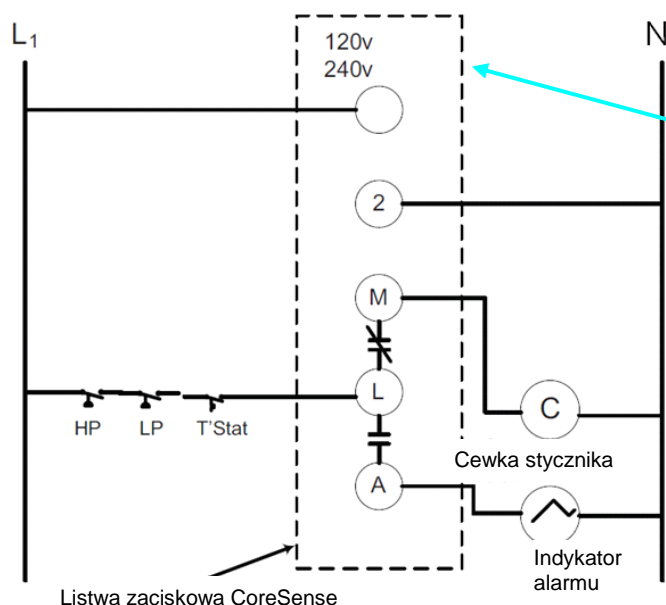 L₁
N
120v
240v
2
M
L
HP LP T'Stat
C
Cewka stycznika
A
Indykator
alarmu
Listwa zaciskowa CoreSense